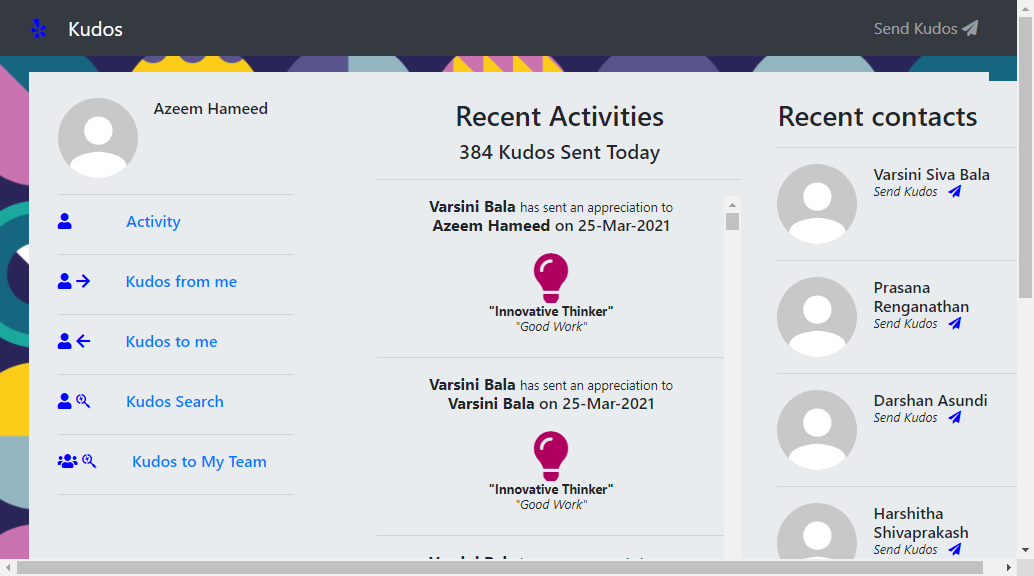 Kudos
Send Kudos
Azeem Hameed
Activity
Kudos from me
Kudos to me
Kudos Search
Kudos to My Team
Recent Activities
384 Kudos Sent Today
Varsini Bala has sent an appreciation to
Azeem Hameed on 25-Mar-2021
"Innovative Thinker"
"Good Work"
Varsini Bala has sent an appreciation to
Varsini Bala on 25-Mar-2021
"Innovative Thinker"
"Good Work"
Recent contacts
Varsini Siva Bala
Send Kudos
Prasana
Renganathan
Send Kudos
Darshan Asundi
Send Kudos
Harshitha
Shivaprakash
Send Kudos